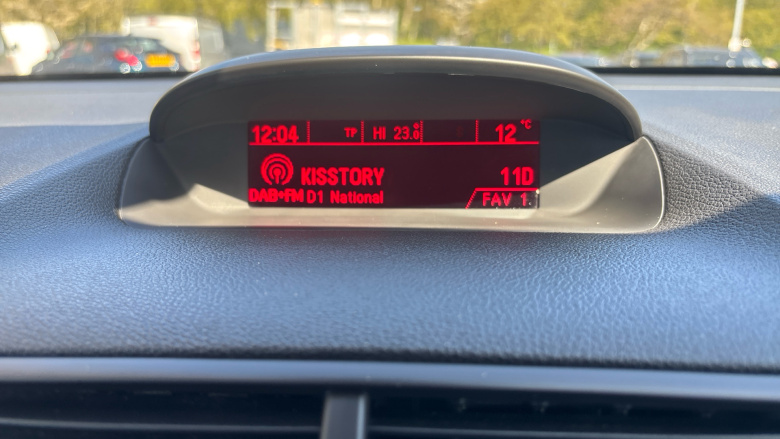 12:04 TP HI 23.0 12 °C
KISSTORY 11D
DAB+FM D1 National FAV 1